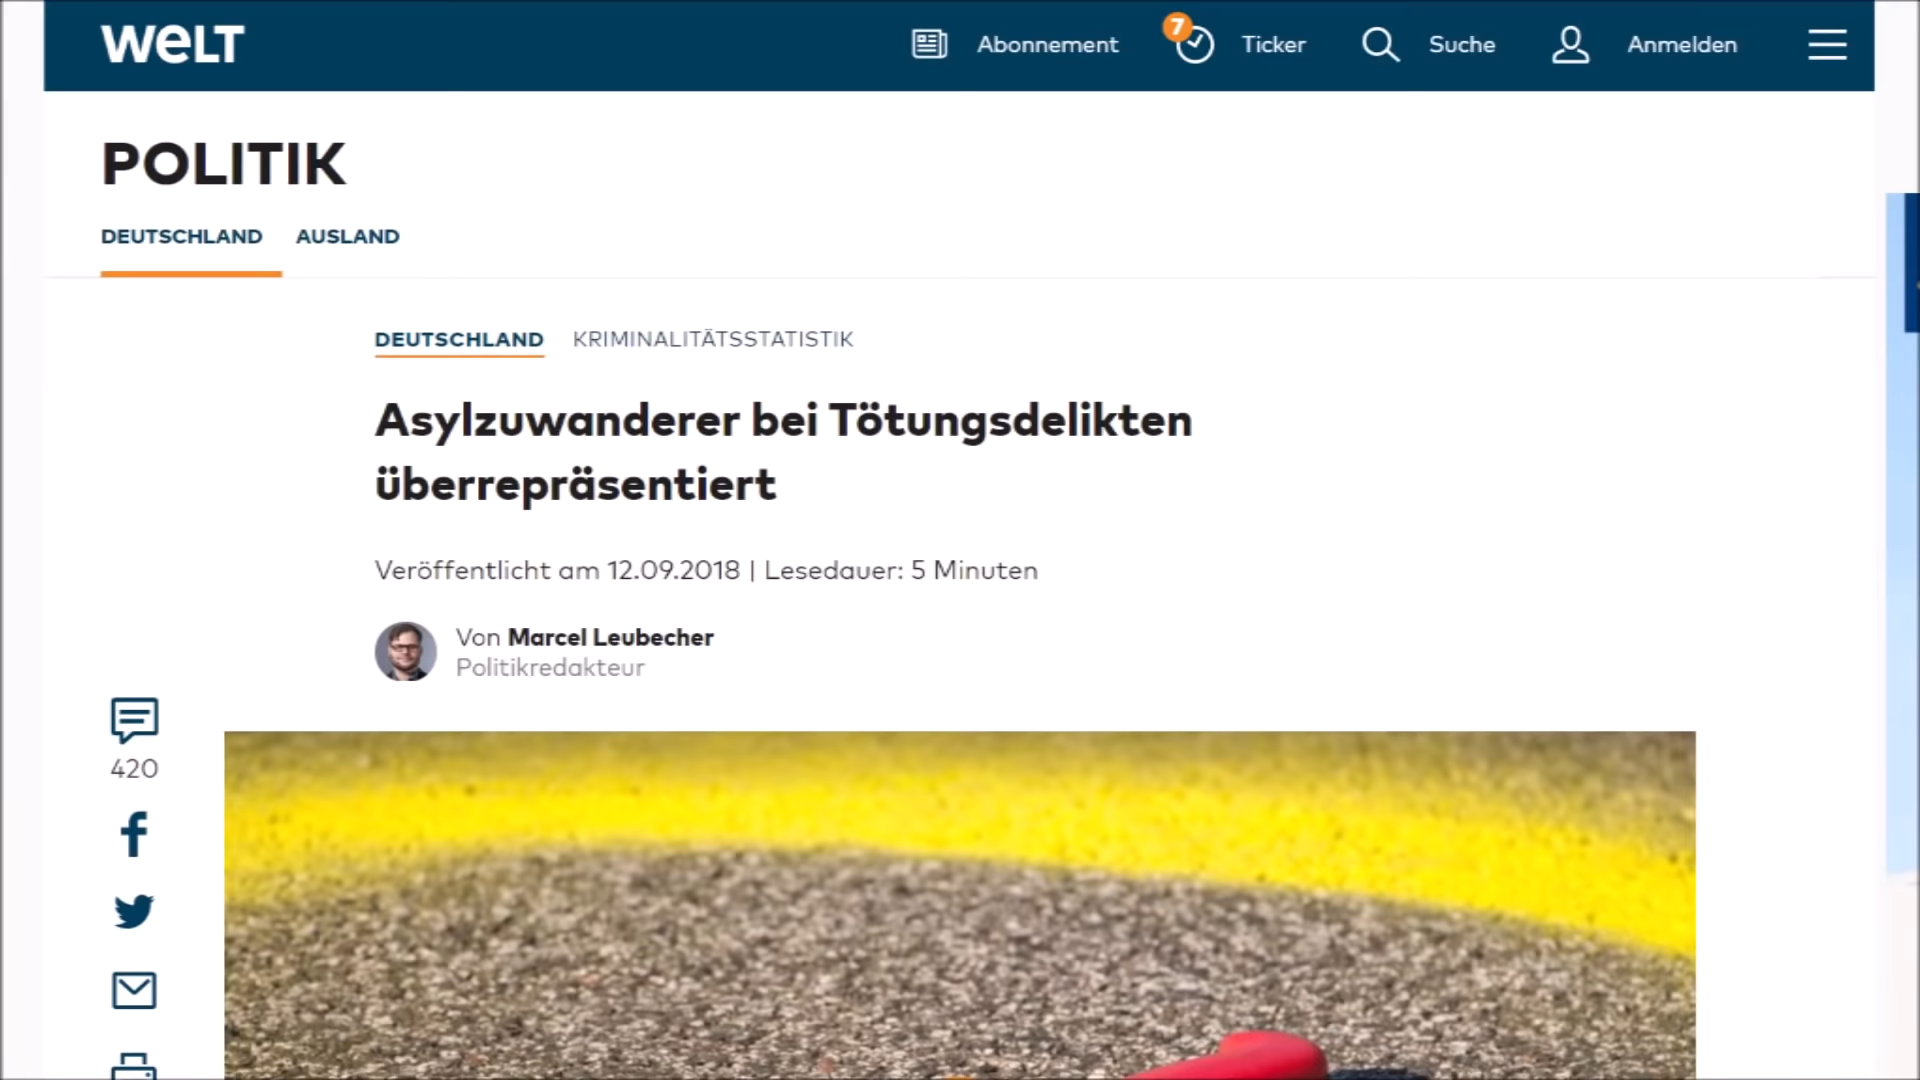 WELT
Abonnement
7
Ticker
Suche
Anmelden
POLITIK
DEUTSCHLAND AUSLAND
DEUTSCHLAND KRIMINALITÄTSSTATISTIK
Asylzuwanderer bei Tötungsdelikten
überrepräsentiert
Veröffentlicht am 12.09.2018 | Lesedauer: 5 Minuten
Von Marcel Leubecher
Politikredakteur
420